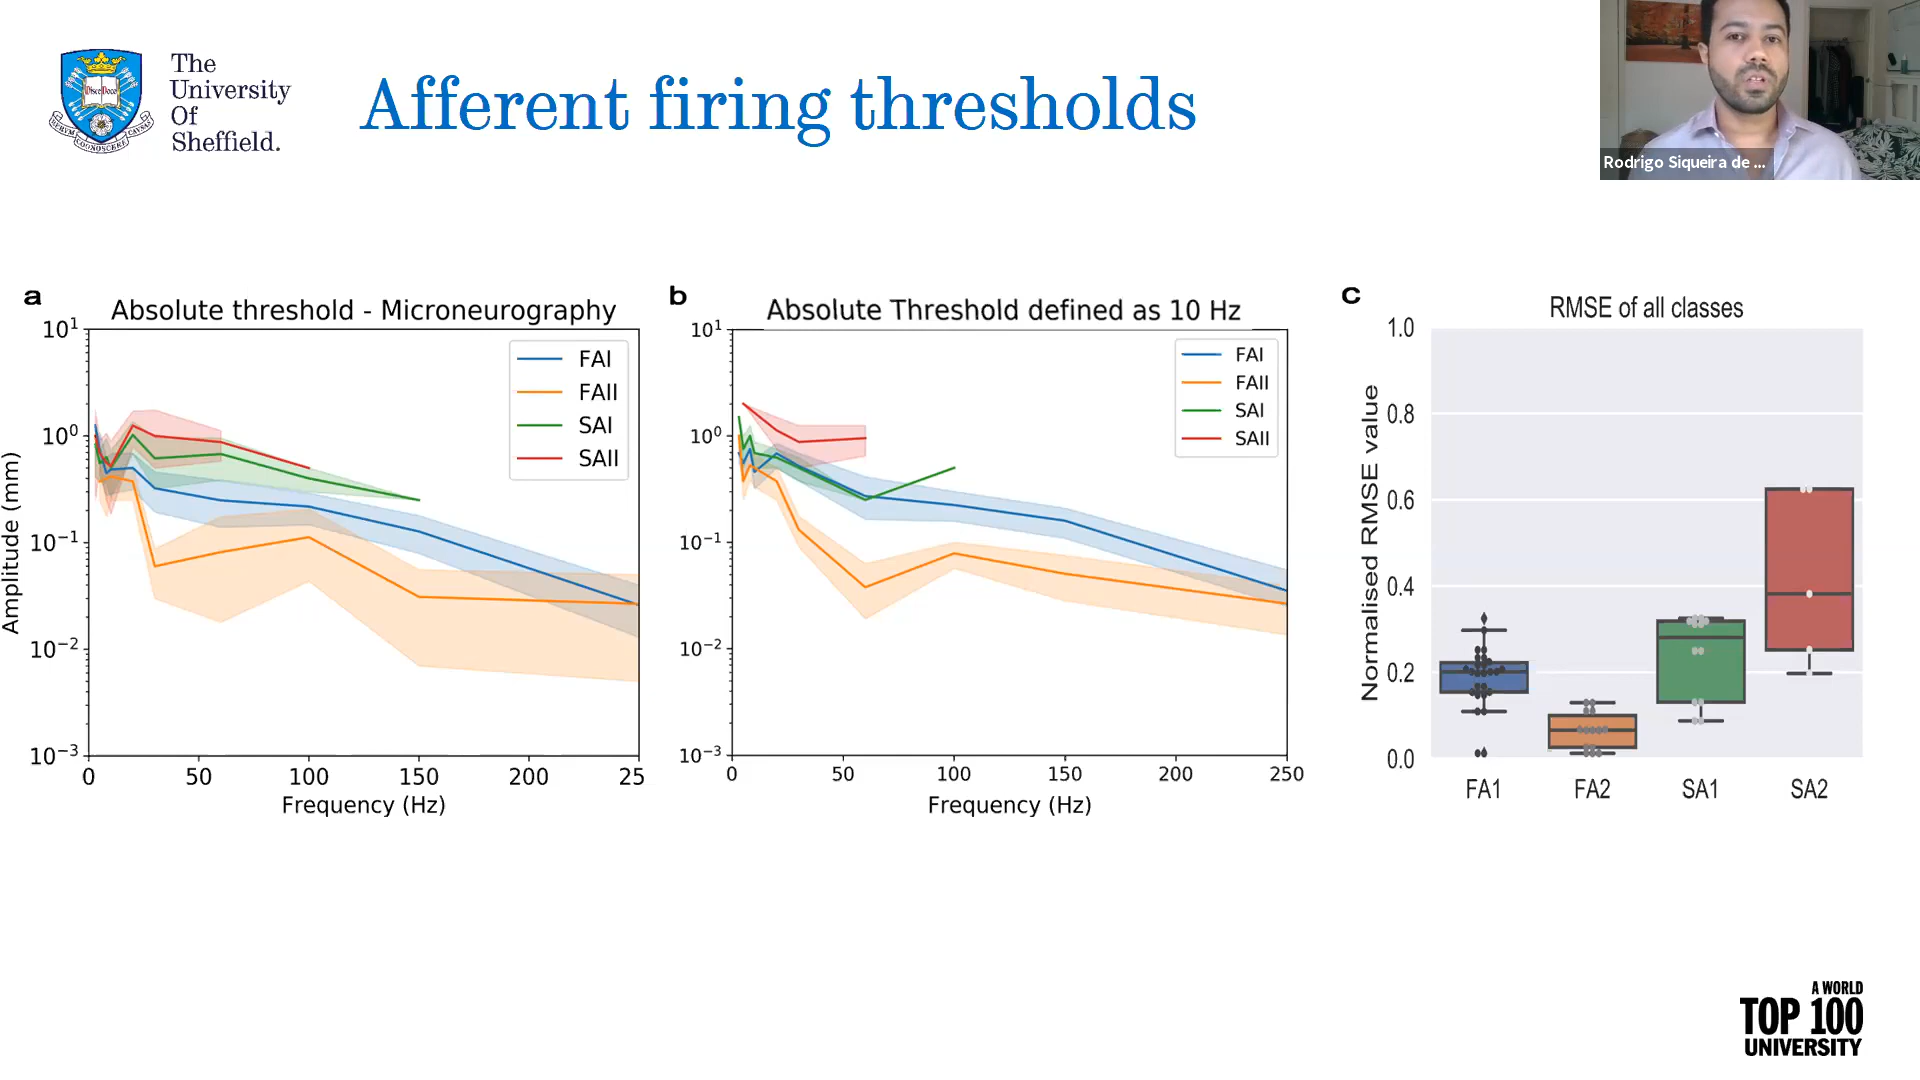 The
University
Of
Sheffield.
Afferent firing thresholds
Rodrigo Siqueira de ...
a
Absolute threshold - Microneurography
Amplitude (mm)
10¹
10⁰
10⁻¹
10⁻²
10⁻³
FAI
FAII
SAI
SAII
0 50 100 150 200 25
Frequency (Hz)
b
Absolute Threshold defined as 10 Hz
10¹
10⁰
10⁻¹
10⁻²
10⁻³
FAI
FAII
SAI
SAII
0 50 100 150 200 250
Frequency (Hz)
c
RMSE of all classes
Normalised RMSE value
1.0
0.8
0.6
0.4
0.2
0.0
FA1 FA2 SA1 SA2
A WORLD
TOP 100
UNIVERSITY